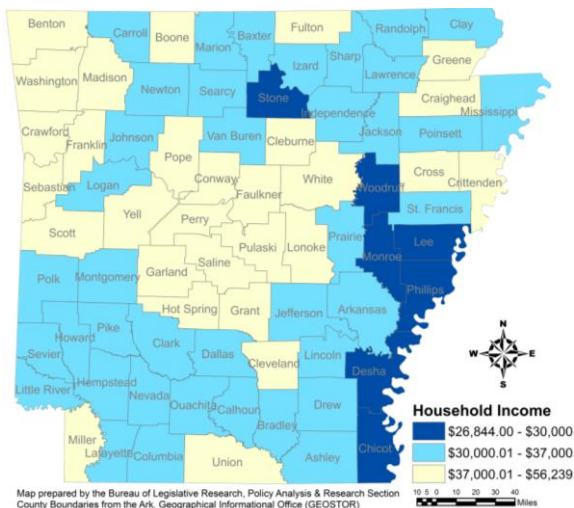 Benton
Carroll
Boone
Marion
Baxter
Fulton
Randolph
Clay
Washington
Madison
Newton
Searcy
Stone
Izard
Sharp
Lawrence
Greene
Craighead
Mississippi
Independence
Crawford
Franklin
Johnson
Van Buren
Cleburne
Jackson
Poinsett
Sebastian
Logan
Pope
Conway
Faulkner
White
Woodruff
Cross
Crittenden
St. Francis
Scott
Yell
Perry
Pulaski
Lonoke
Prairie
Monroe
Lee
Phillips
Polk
Montgomery
Garland
Saline
Hot Spring
Grant
Jefferson
Arkansas
Howard
Pike
Clark
Dallas
Cleveland
Lincoln
Desha
Sevier
Little River
Hempstead
Nevada
Ouachita
Calhoun
Bradley
Drew
Chicot
Miller
Lafayette
Columbia
Union
Ashley
N
W
E
S
Household Income
$26,844.00 - $30,000
$30,000.01 - $37,000
$37,000.01 - $56,239
10 5 0 10 20 30 40
Miles
Map prepared by the Bureau of Legislative Research, Policy Analysis & Research Section
County Boundaries from the Ark. Geographical Informational Office (GEOSTOR)